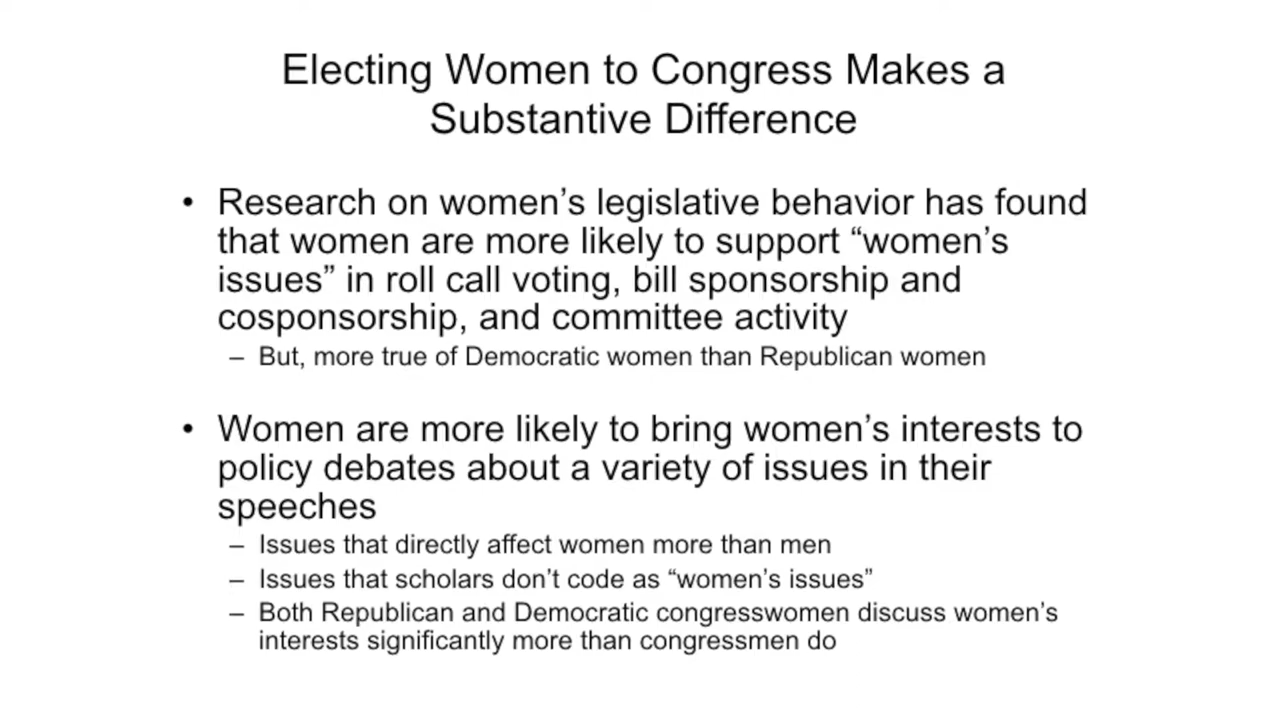 Electing Women to Congress Makes a
Substantive Difference
• Research on women’s legislative behavior has found
that women are more likely to support “women’s
issues” in roll call voting, bill sponsorship and
cosponsorship, and committee activity
– But, more true of Democratic women than Republican women
• Women are more likely to bring women’s interests to
policy debates about a variety of issues in their
speeches
– Issues that directly affect women more than men
– Issues that scholars don’t code as “women’s issues”
– Both Republican and Democratic congresswomen discuss women’s
interests significantly more than congressmen do